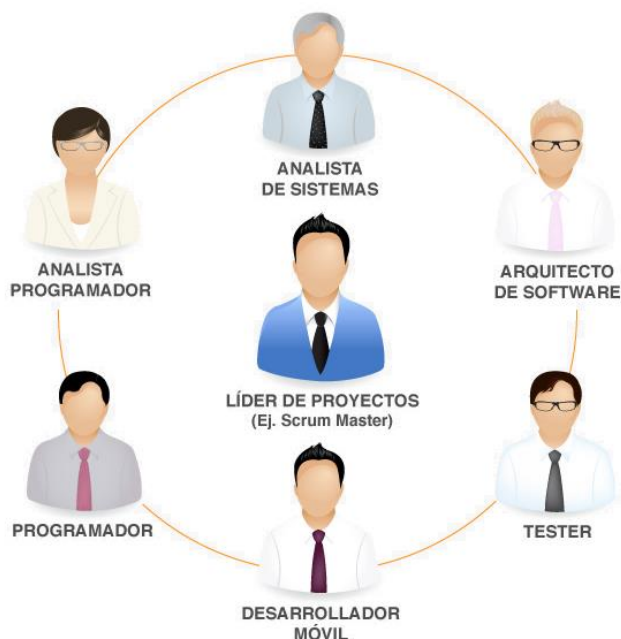 ANALISTA
DE SISTEMAS
ANALISTA
PROGRAMADOR
ARQUITECTO
DE SOFTWARE
LÍDER DE PROYECTOS
(Ej. Scrum Master)
PROGRAMADOR
TESTER
DESARROLLADOR
MÓVIL